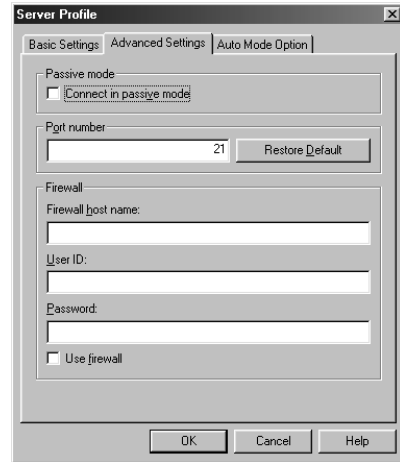 Server Profile
Basic Settings Advanced Settings Auto Mode Option
Passive mode
Connect in passive mode
Port number
21 Restore Default
Firewall
Firewall host name:
User ID:
Password:
Use firewall
OK Cancel Help